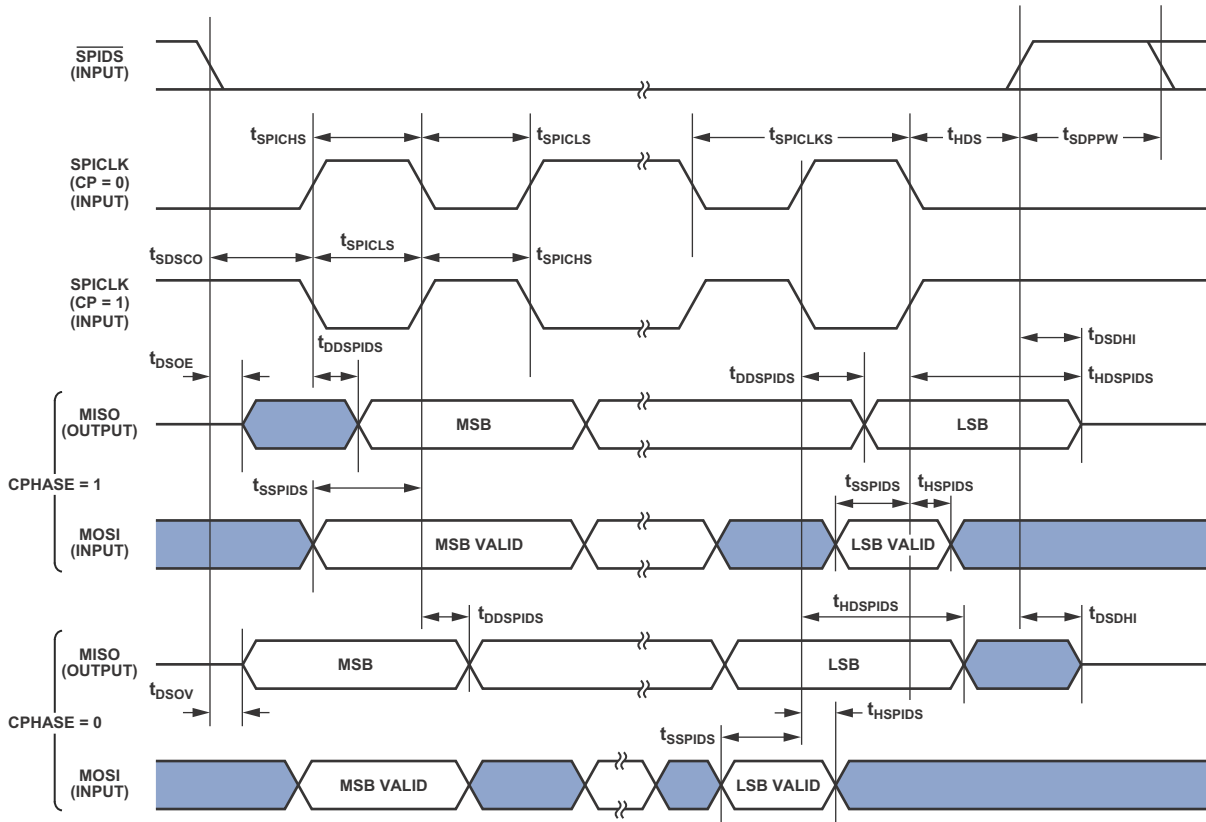 SPIDS
(INPUT)
tSPICHS
tSPICLS
tSPICLKS
tHDS
tSDPPW
SPICLK
(CP = 0)
(INPUT)
tSDSCO
tSPICLS
tSPICHS
SPICLK
(CP = 1)
(INPUT)
tDSOE
tDDSPIDS
tDDSPIDS
tDSDHI
tHDSPIDS
MISO
(OUTPUT)
MSB
LSB
CPHASE = 1
tSSPIDS
tSSPIDS
tHSPIDS
MOSI
(INPUT)
MSB VALID
LSB VALID
tDDSPIDS
tHDSPIDS
tDSDHI
MISO
(OUTPUT)
MSB
LSB
tDSOV
CPHASE = 0
tSSPIDS
tHSPIDS
MOSI
(INPUT)
MSB VALID
LSB VALID